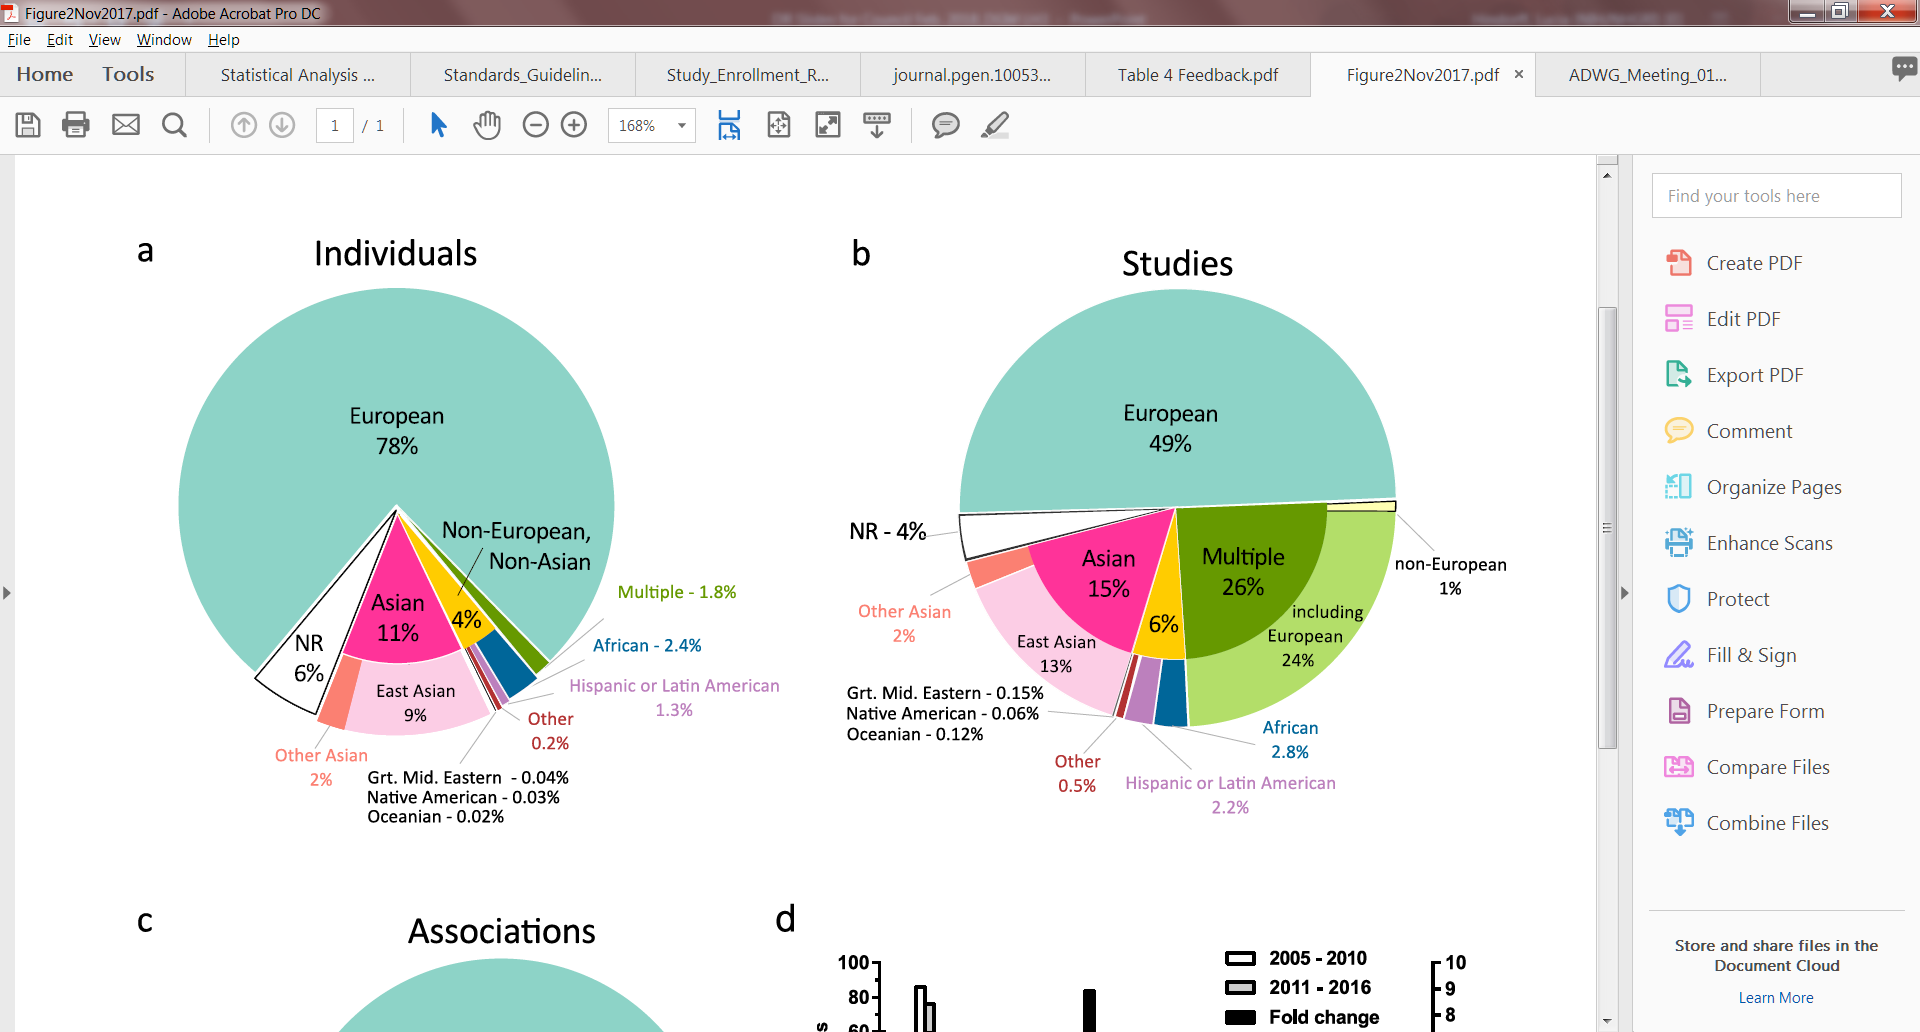 Figure2Nov2017.pdf - Adobe Acrobat Pro DC
File Edit View Window Help
Home Tools Statistical Analysis ... Standards_Guidelin... Study_Enrollment_R... journal.pgen.10053... Table 4 Feedback.pdf Figure2Nov2017.pdf × ADWG_Meeting_01...
1 / 1 168%
Find your tools here
Create PDF
Edit PDF
Export PDF
Comment
Organize Pages
Enhance Scans
Protect
Fill & Sign
Prepare Form
Compare Files
Combine Files
Store and share files in the
Document Cloud
Learn More
a Individuals
European
78%
Non-European,
Non-Asian
Multiple - 1.8%
Asian
11%
4%
NR
6%
African - 2.4%
East Asian
9%
Hispanic or Latin American
1.3%
Other
0.2%
Other Asian
2%
Grt. Mid. Eastern - 0.04%
Native American - 0.03%
Oceanian - 0.02%
b Studies
European
49%
NR - 4%
Asian
15%
Multiple
26%
non-European
1%
6%
including
European
24%
Other Asian
2%
East Asian
13%
Grt. Mid. Eastern - 0.15%
Native American - 0.06%
Oceanian - 0.12%
African
2.8%
Other
0.5%
Hispanic or Latin American
2.2%
c Associations
d
100
80
60
2005 - 2010
2011 - 2016
Fold change
10
9
8